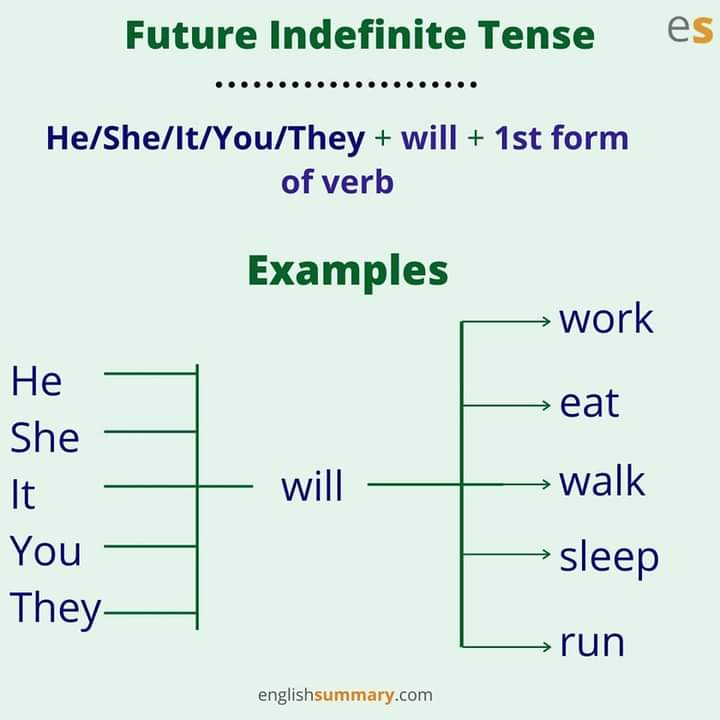 Future Indefinite Tense
es
He/She/It/You/They + will + 1st form
of verb
Examples
He
She
It
You
They
will
work
eat
walk
sleep
run
englishsummary.com